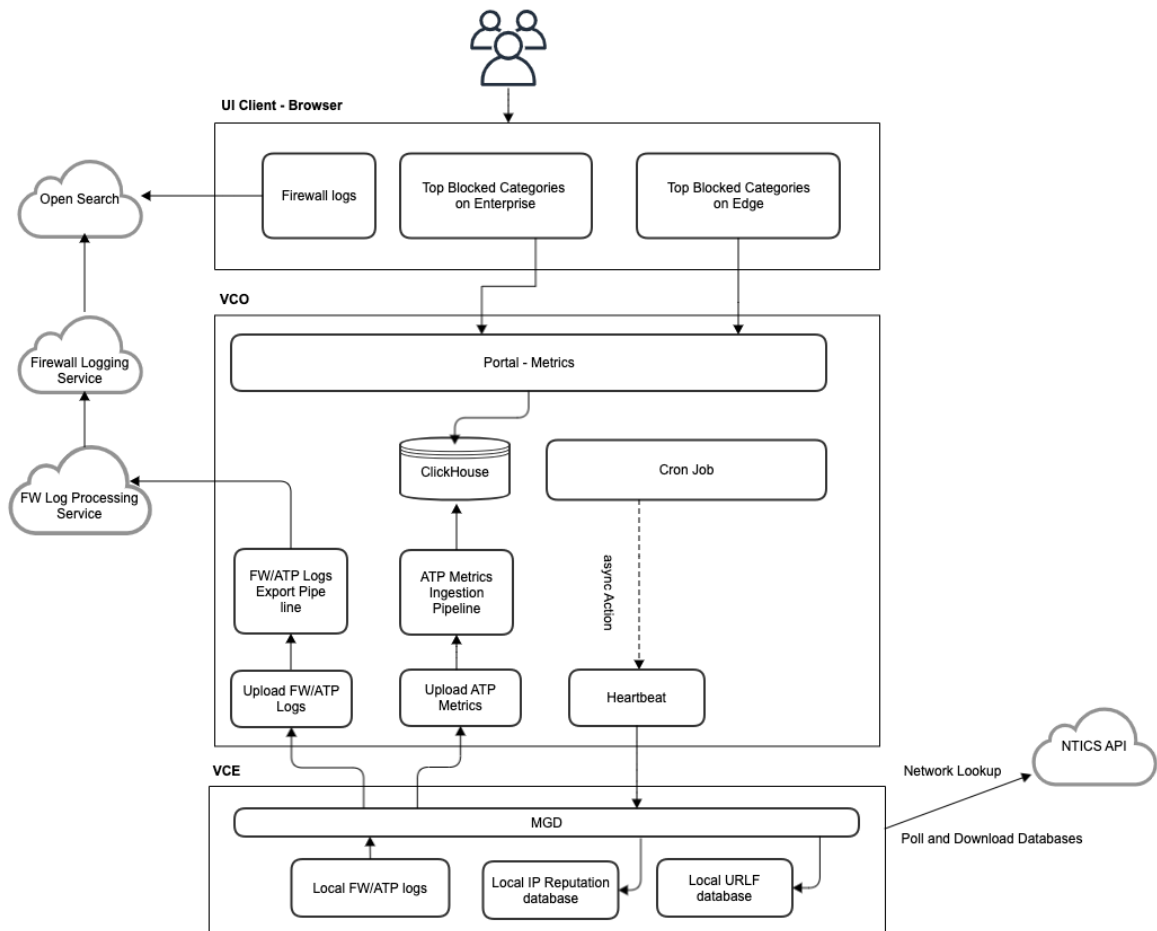 UI Client - Browser
Firewall logs
Top Blocked Categories
on Enterprise
Top Blocked Categories
on Edge
Open Search
VCO
Portal - Metrics
Firewall Logging
Service
ClickHouse
Cron Job
FW Log Processing
Service
async Action
FW/ATP Logs
Export Pipe
line
ATP Metrics
Ingestion
Pipeline
Upload FW/ATP
Logs
Upload ATP
Metrics
Heartbeat
NTICS API
VCE
Network Lookup
Poll and Download Databases
MGD
Local FW/ATP logs
Local IP Reputation
database
Local URLF
database